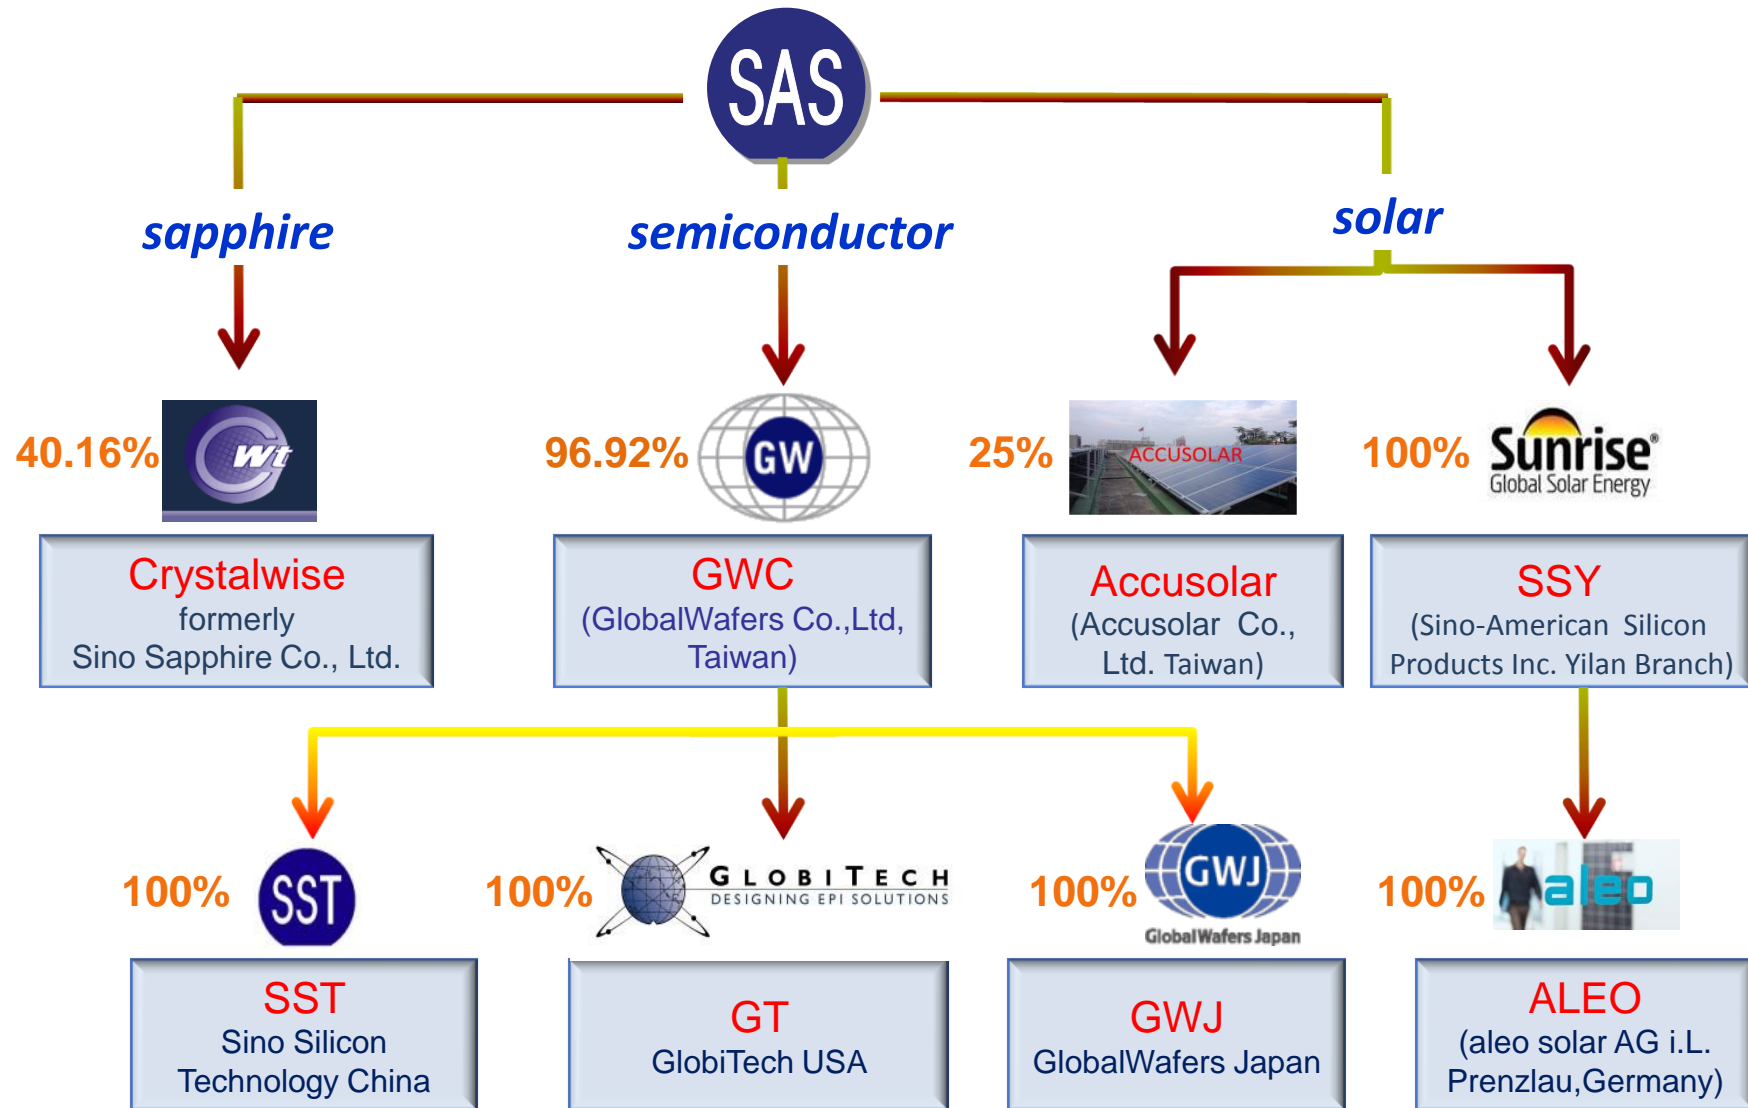 SAS
sapphire
semiconductor
solar
40.16%
Wt
96.92%
GW
25%
ACCUSOLAR
100%
Sunrise®
Global Solar Energy
Crystalwise
formerly
Sino Sapphire Co., Ltd.
GWC
(GlobalWafers Co.,Ltd,
Taiwan)
Accusolar
(Accusolar Co.,
Ltd. Taiwan)
SSY
(Sino-American Silicon
Products Inc. Yilan Branch)
100%
SST
100%
GLOBITECH
DESIGNING EPI SOLUTIONS
100%
GWJ
GlobalWafers Japan
100%
aleo
SST
Sino Silicon
Technology China
GT
GlobiTech USA
GWJ
GlobalWafers Japan
ALEO
(aleo solar AG i.L.
Prenzlau,Germany)